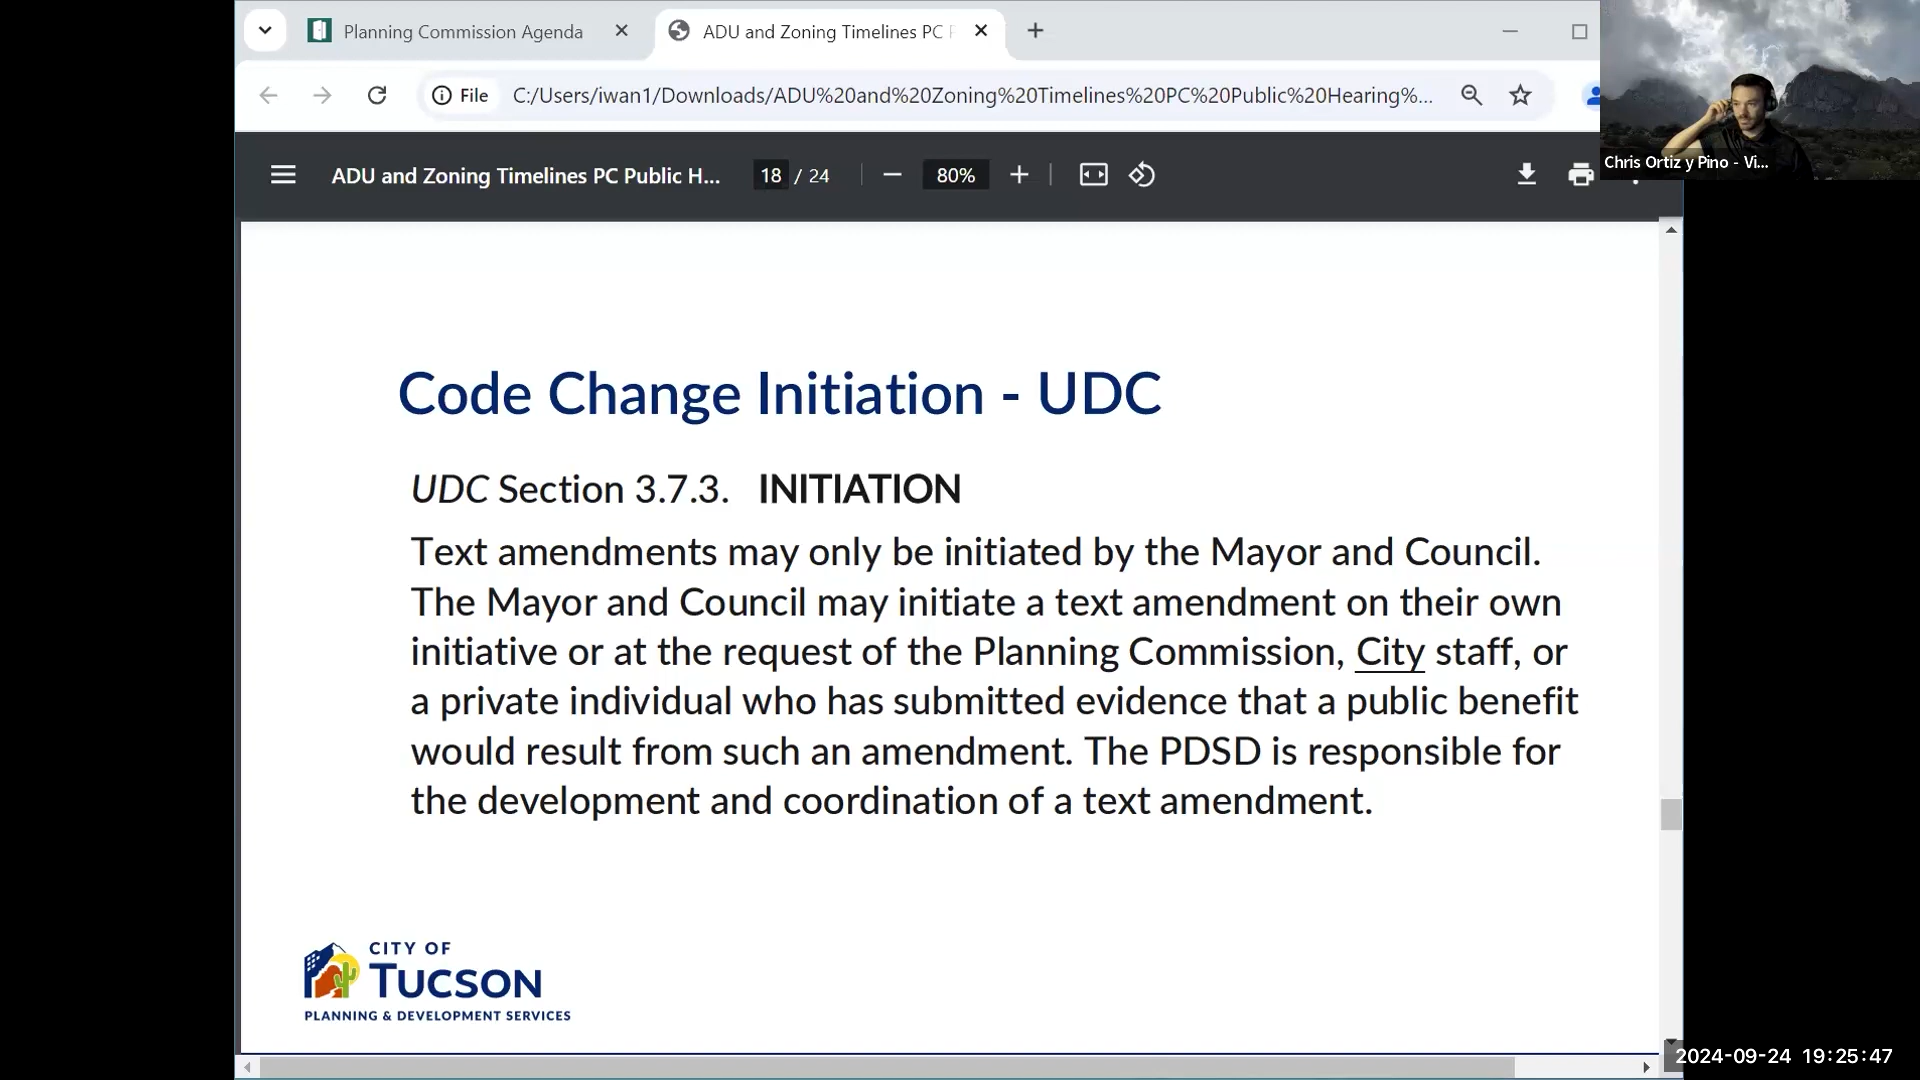 Planning Commission Agenda
ADU and Zoning Timelines PC
File
C:/Users/iwan1/Downloads/ADU%20and%20Zoning%20Timelines%20PC%20Public%20Hearing%...
ADU and Zoning Timelines PC Public H...
18 / 24
80%
Chris Ortiz y Pino - Vi...
Code Change Initiation - UDC
UDC Section 3.7.3. INITIATION
Text amendments may only be initiated by the Mayor and Council.
The Mayor and Council may initiate a text amendment on their own
initiative or at the request of the Planning Commission, City staff, or
a private individual who has submitted evidence that a public benefit
would result from such an amendment. The PDSD is responsible for
the development and coordination of a text amendment.
CITY OF
TUCSON
PLANNING & DEVELOPMENT SERVICES
2024-09-24 19:25:47